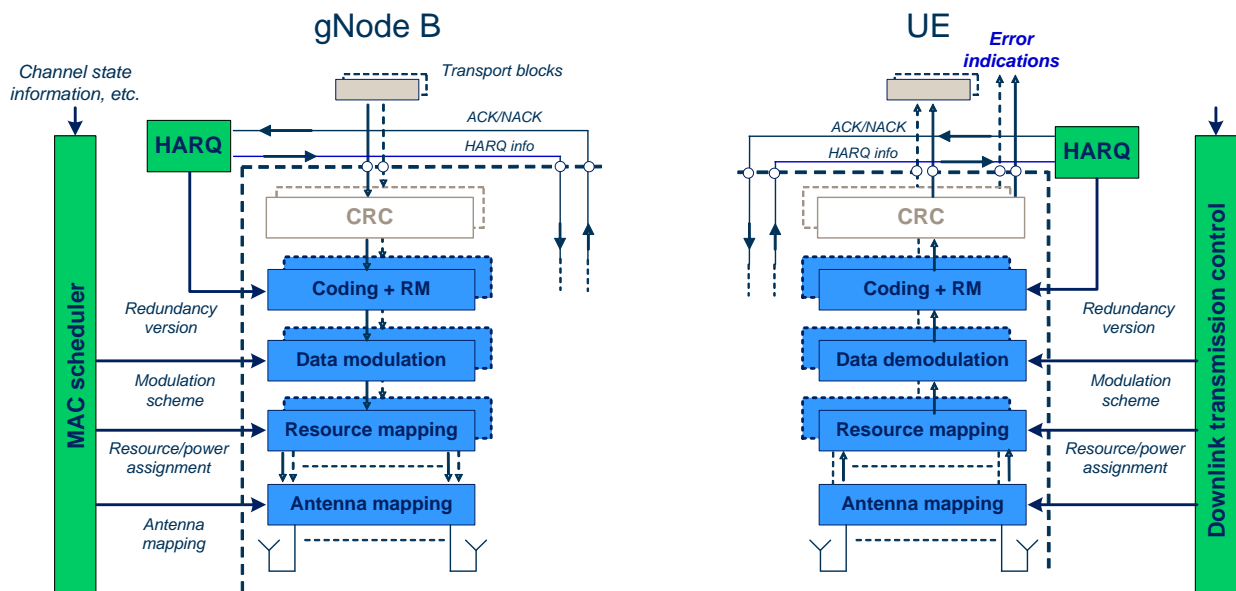 gNode B
UE
Channel state
information, etc.
Transport blocks
Error
indications
HARQ
ACK/NACK
HARQ info
ACK/NACK
HARQ info
HARQ
CRC
CRC
Coding + RM
Coding + RM
Redundancy
version
Redundancy
version
Data modulation
Data demodulation
Modulation
scheme
Modulation
scheme
Resource mapping
Resource mapping
Resource/power
assignment
Resource/power
assignment
Antenna mapping
Antenna mapping
Antenna
mapping
MAC scheduler
Downlink transmission control